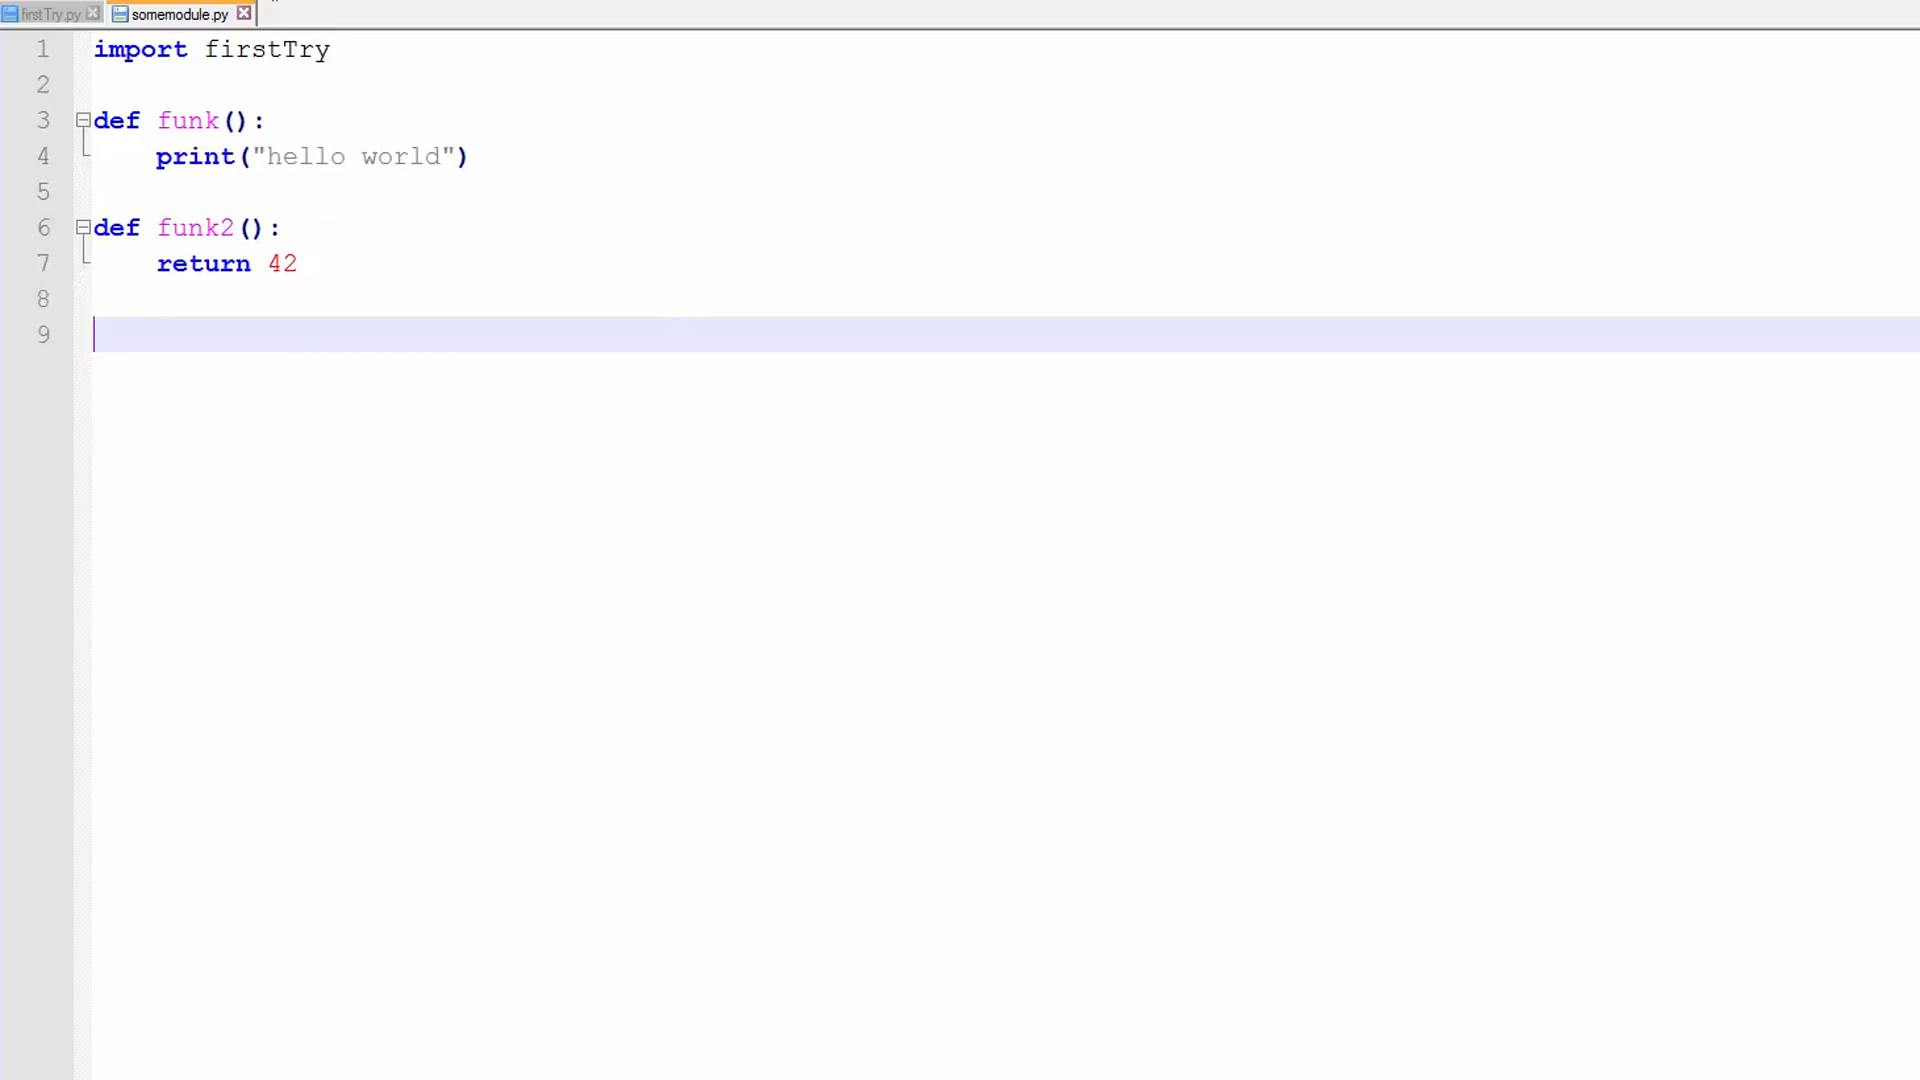 firstTry.py somemodule.py
1 import firstTry
2
3 def funk():
4 print("hello world")
5
6 def funk2():
7 return 42
8
9